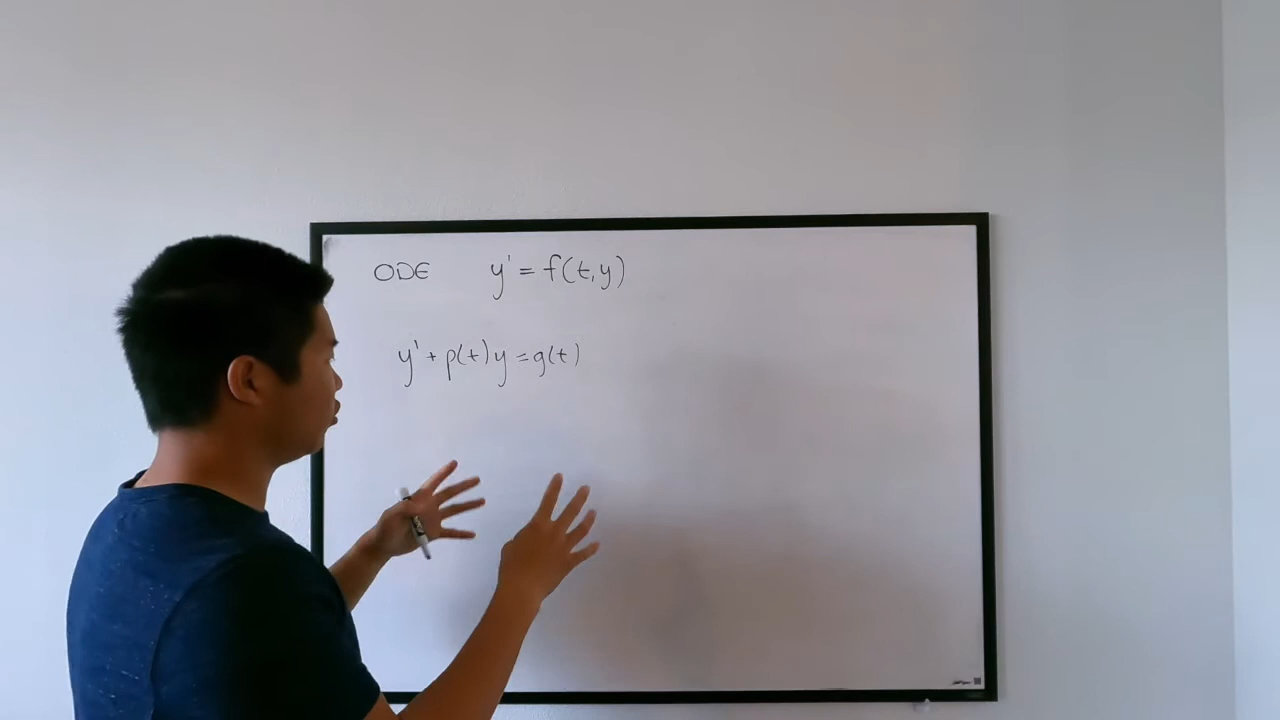 ODE y' = f(t,y)
y' + p(t)y = g(t)